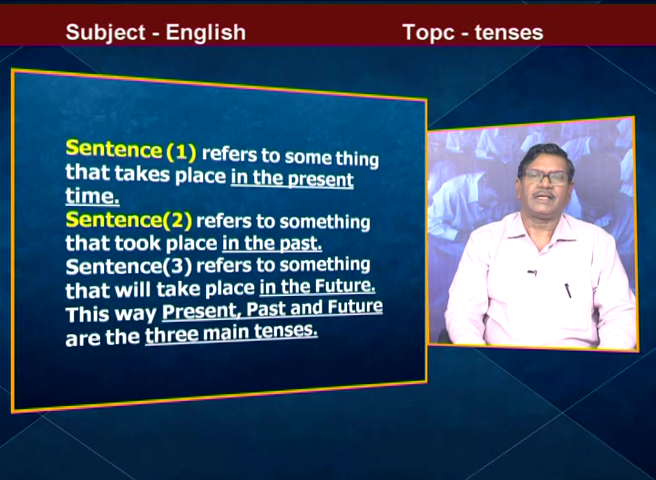 Subject - English
Topc - tenses
Sentence (1) refers to some thing
that takes place in the present
time.
Sentence(2) refers to something
that took place in the past.
Sentence(3) refers to something
that will take place in the Future.
This way Present, Past and Future
are the three main tenses.